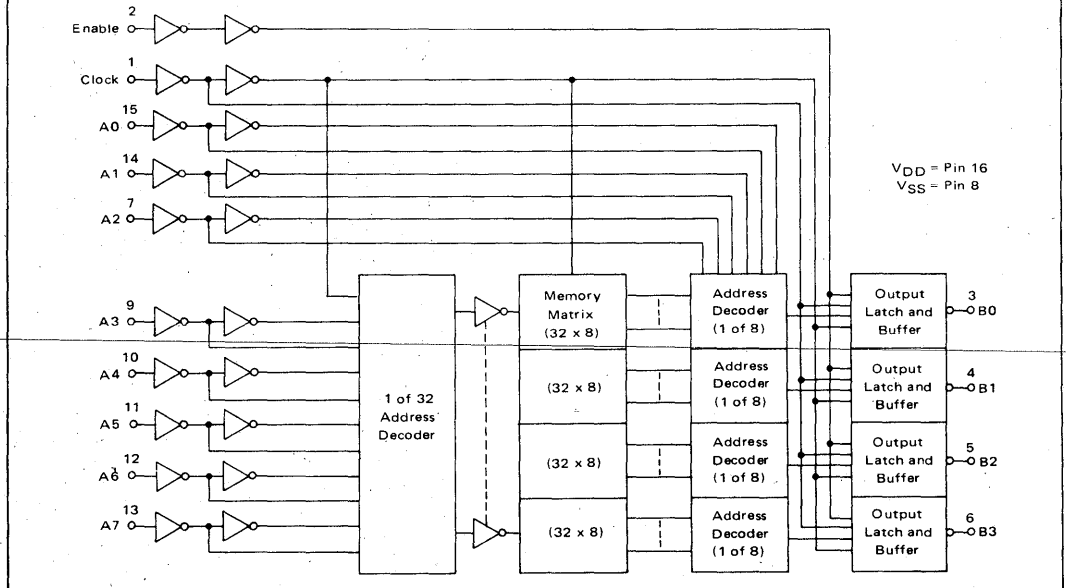 2
Enable
1
Clock
15
A0
14
A1
7
A2
VDD = Pin 16
VSS = Pin 8
9
A3
10
A4
11
A5
12
A6
13
A7
1 of 32
Address
Decoder
Memory
Matrix
(32 x 8)
(32 x 8)
(32 x 8)
(32 x 8)
Address
Decoder
(1 of 8)
Address
Decoder
(1 of 8)
Address
Decoder
(1 of 8)
Address
Decoder
(1 of 8)
Output
Latch and
Buffer
3
B0
Output
Latch and
Buffer
4
B1
Output
Latch and
Buffer
5
B2
Output
Latch and
Buffer
6
B3